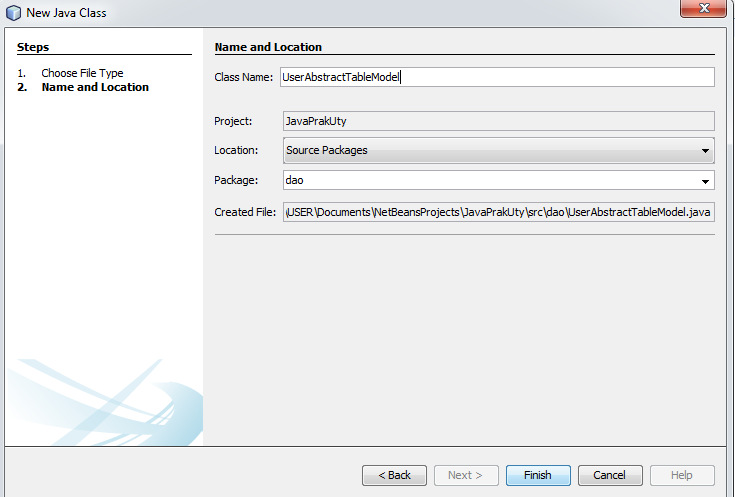 New Java Class
Steps
1. Choose File Type
2. Name and Location
Name and Location
Class Name: UserAbstractTableModel
Project: JavaPrakUty
Location: Source Packages
Package: dao
Created File: \USER\Documents\NetBeansProjects\JavaPrakUty\src\dao\UserAbstractTableModel.java
< Back Next > Finish Cancel Help